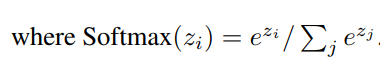 where Softmax(z_i) = e^{z_i} / ∑_j e^{z_j}.